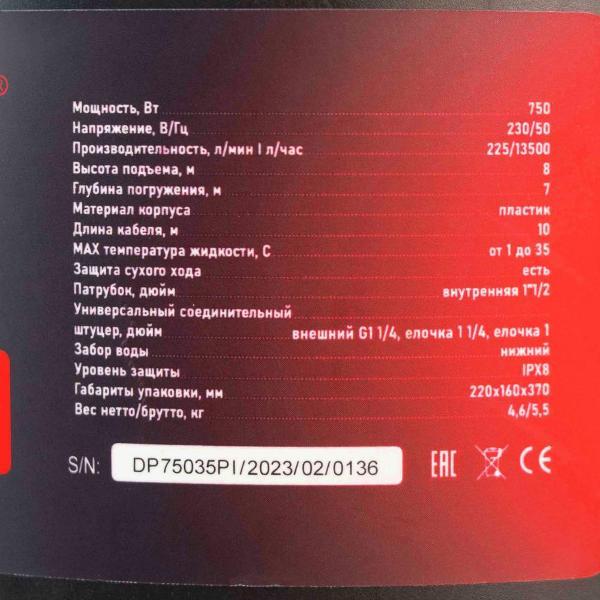 ®
Мощность, Вт 750
Напряжение, В/Гц 230/50
Производительность, л/мин | л/час 225/13500
Высота подъема, м 8
Глубина погружения, м 7
Материал корпуса пластик
Длина кабеля, м 10
MAX температура жидкости, С от 1 до 35
Защита сухого хода есть
Патрубок, дюйм внутренняя 1"1/2
Универсальный соединительный
штуцер, дюйм внешний G1 1/4, елочка 1 1/4, елочка 1
Забор воды нижний
Уровень защиты IPX8
Габариты упаковки, мм 220x160x370
Вес нетто/брутто, кг 4,6/5,5
S/N: DP75035PI/2023/02/0136 EAC CE